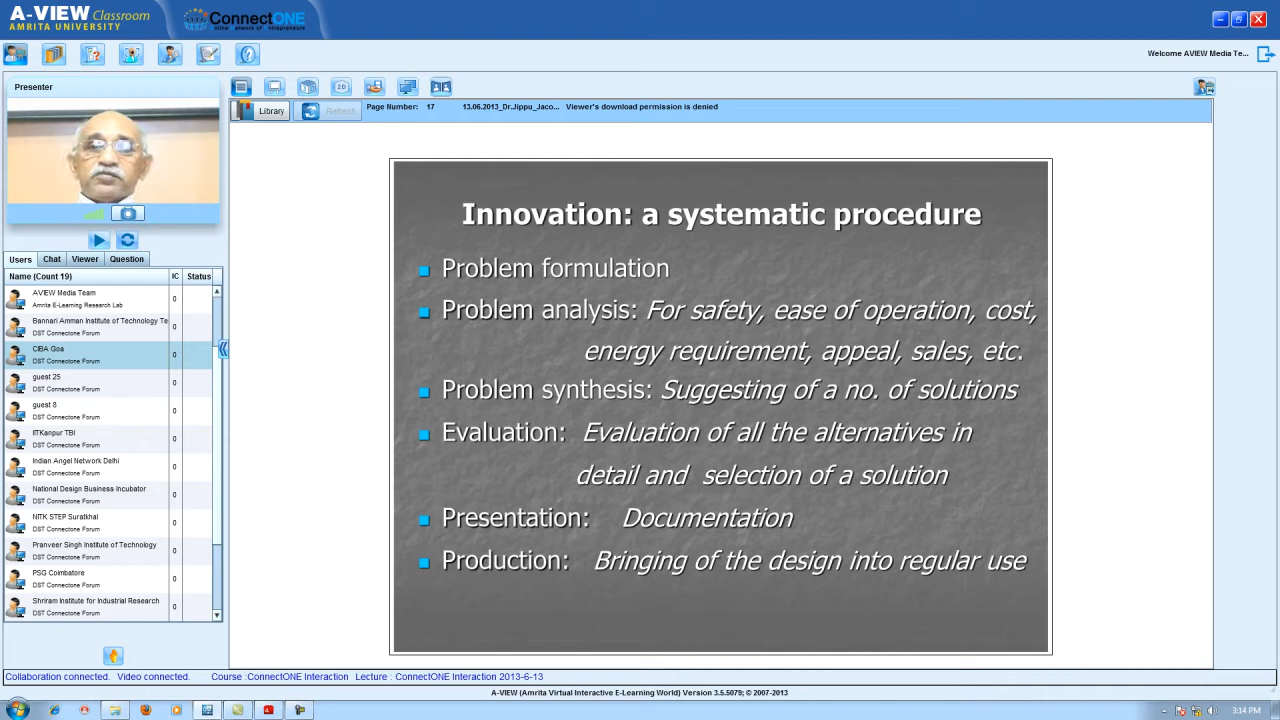 A-VIEW Classroom
AMRITA UNIVERSITY
ConnectONE
Welcome AVIEW Media Te...
Presenter
Library
Refresh
Page Number: 17
13.06.2013_Dr.Jippu_Jaco...
Viewer's download permission is denied
Users
Chat
Viewer
Question
Name (Count 19)
IC
Status
AVIEW Media Team
Amrita E-Learning Research Lab
0
Bannari Amman Institute of Technology Te
DST Connectone Forum
0
CIBA Goa
DST Connectone Forum
0
guest 25
DST Connectone Forum
0
guest 8
DST Connectone Forum
0
IITKanpur TBI
DST Connectone Forum
0
Indian Angel Network Delhi
DST Connectone Forum
0
National Design Business Incubator
DST Connectone Forum
0
NITK STEP Suratkhal
DST Connectone Forum
0
Pranveer Singh Institute of Technology
DST Connectone Forum
0
PSG Coimbatore
DST Connectone Forum
0
Shriram Institute for Industrial Research
DST Connectone Forum
0
Innovation: a systematic procedure
Problem formulation
Problem analysis: For safety, ease of operation, cost,
energy requirement, appeal, sales, etc.
Problem synthesis: Suggesting of a no. of solutions
Evaluation: Evaluation of all the alternatives in
detail and selection of a solution
Presentation: Documentation
Production: Bringing of the design into regular use
Collaboration connected. Video connected. Course : ConnectONE Interaction Lecture : ConnectONE Interaction 2013-6-13
A-VIEW (Amrita Virtual Interactive E-Learning World) Version 3.5.5079; © 2007-2013
3:14 PM